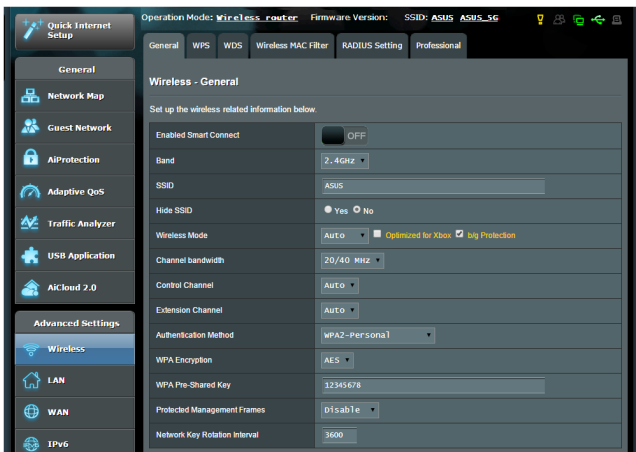 Quick Internet
Setup
Operation Mode: Wireless router Firmware Version: SSID: ASUS ASUS_5G
General WPS WDS Wireless MAC Filter RADIUS Setting Professional
General
Network Map
Guest Network
AiProtection
Adaptive QoS
Traffic Analyzer
USB Application
AiCloud 2.0
Advanced Settings
Wireless
LAN
WAN
IPv6
Wireless - General
Set up the wireless related information below.
Enabled Smart Connect OFF
Band 2.4GHz
SSID ASUS
Hide SSID Yes No
Wireless Mode Auto Optimized for Xbox b/g Protection
Channel bandwidth 20/40 MHz
Control Channel Auto
Extension Channel Auto
Authentication Method WPA2-Personal
WPA Encryption AES
WPA Pre-Shared Key 12345678
Protected Management Frames Disable
Network Key Rotation Interval 3600